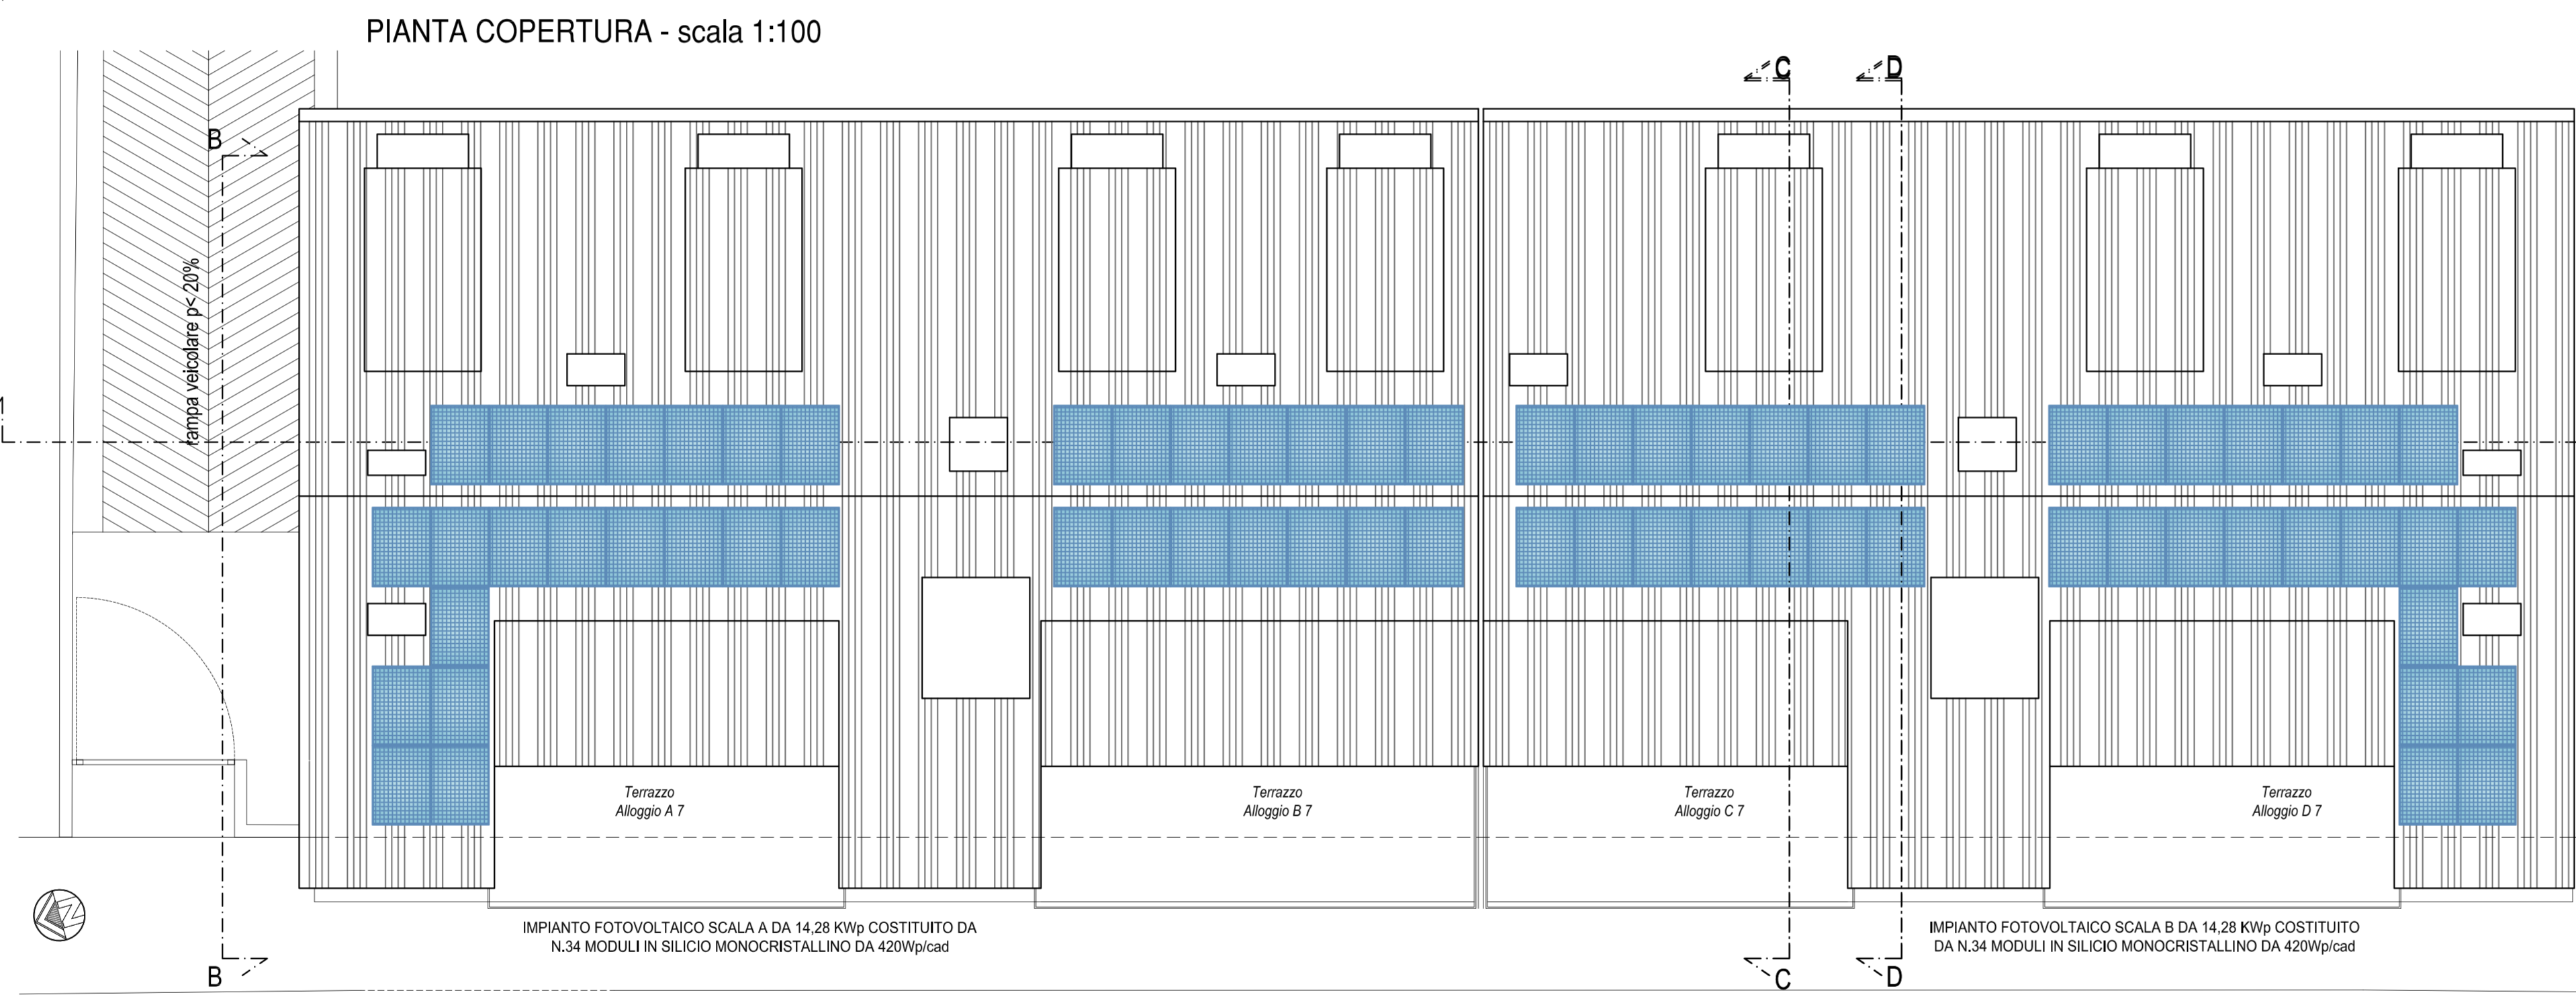 PIANTA COPERTURA - scala 1:100
C
D
B
rampa veicolare p< 20%
Terrazzo
Alloggio A 7
Terrazzo
Alloggio B 7
Terrazzo
Alloggio C 7
Terrazzo
Alloggio D 7
N
IMPIANTO FOTOVOLTAICO SCALA A DA 14,28 KWp COSTITUITO DA
N.34 MODULI IN SILICIO MONOCRISTALLINO DA 420Wp/cad
IMPIANTO FOTOVOLTAICO SCALA B DA 14,28 KWp COSTITUITO
DA N.34 MODULI IN SILICIO MONOCRISTALLINO DA 420Wp/cad
B
C
D